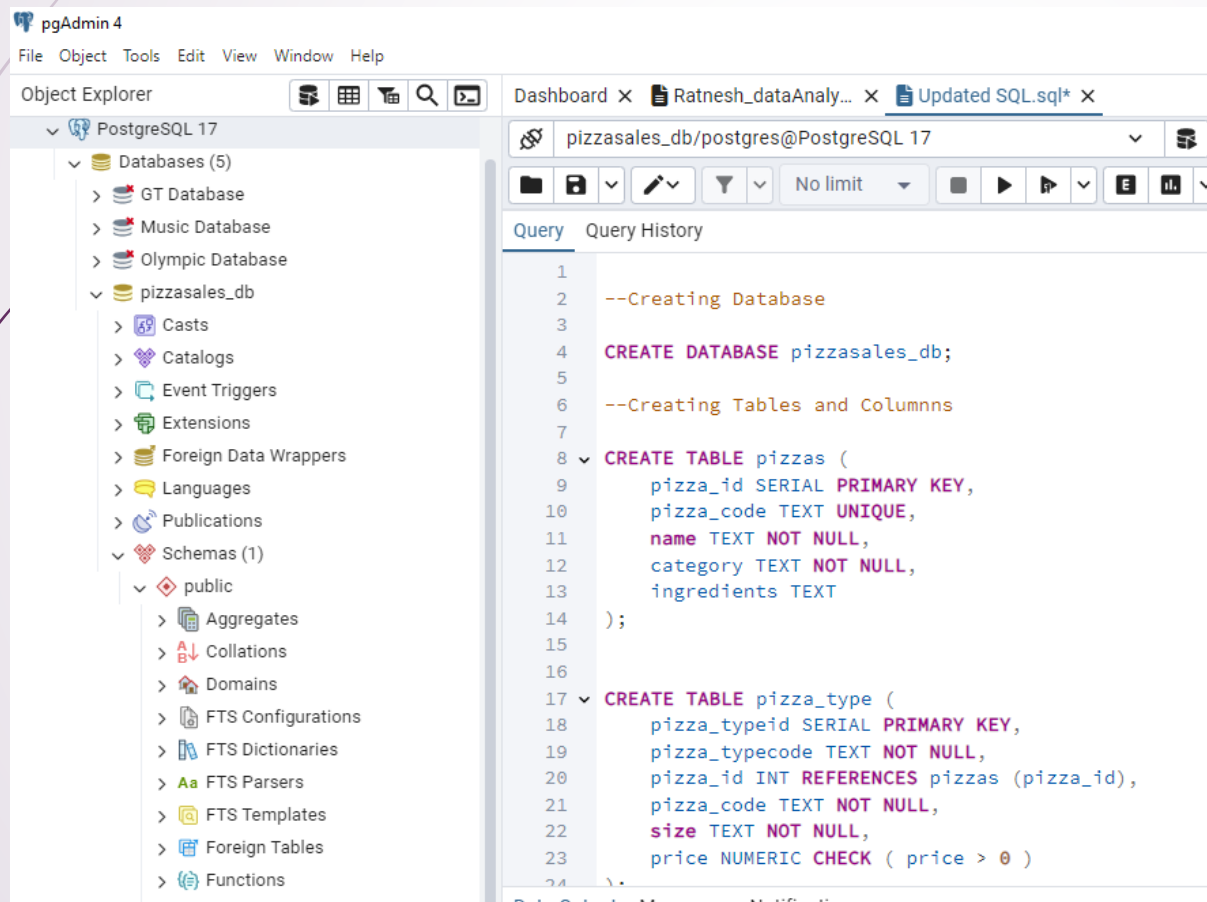 pgAdmin 4
File Object Tools Edit View Window Help
Object Explorer
PostgreSQL 17
Databases (5)
GT Database
Music Database
Olympic Database
pizzasales_db
Casts
Catalogs
Event Triggers
Extensions
Foreign Data Wrappers
Languages
Publications
Schemas (1)
public
Aggregates
Collations
Domains
FTS Configurations
FTS Dictionaries
Aa FTS Parsers
FTS Templates
Foreign Tables
Functions
Dashboard Ratnesh_dataAnaly... Updated SQL.sql*
pizzasales_db/postgres@PostgreSQL 17
No limit E
Query Query History
1
2 --Creating Database
3
4 CREATE DATABASE pizzasales_db;
5
6 --Creating Tables and Columnns
7
8 CREATE TABLE pizzas (
9 pizza_id SERIAL PRIMARY KEY,
10 pizza_code TEXT UNIQUE,
11 name TEXT NOT NULL,
12 category TEXT NOT NULL,
13 ingredients TEXT
14 );
15
16
17 CREATE TABLE pizza_type (
18 pizza_typeid SERIAL PRIMARY KEY,
19 pizza_typecode TEXT NOT NULL,
20 pizza_id INT REFERENCES pizzas (pizza_id),
21 pizza_code TEXT NOT NULL,
22 size TEXT NOT NULL,
23 price NUMERIC CHECK ( price > 0 )
24 );